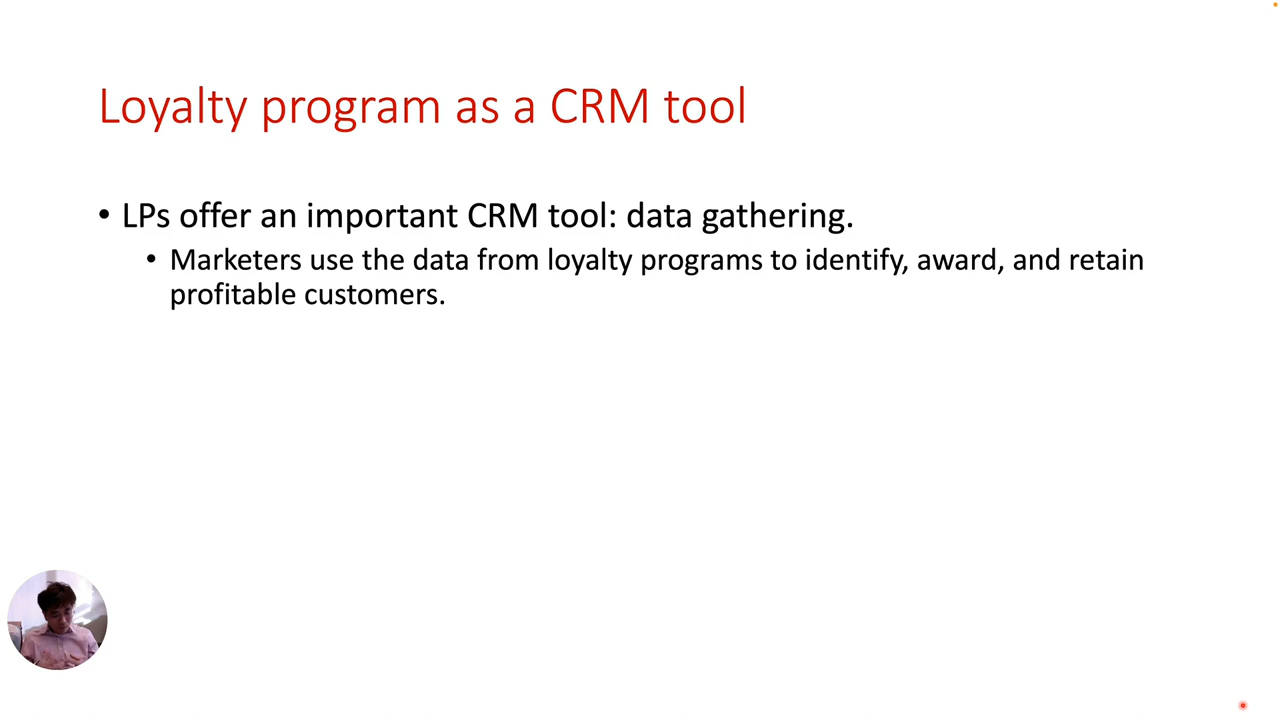 Loyalty program as a CRM tool
• LPs offer an important CRM tool: data gathering.
• Marketers use the data from loyalty programs to identify, award, and retain
profitable customers.